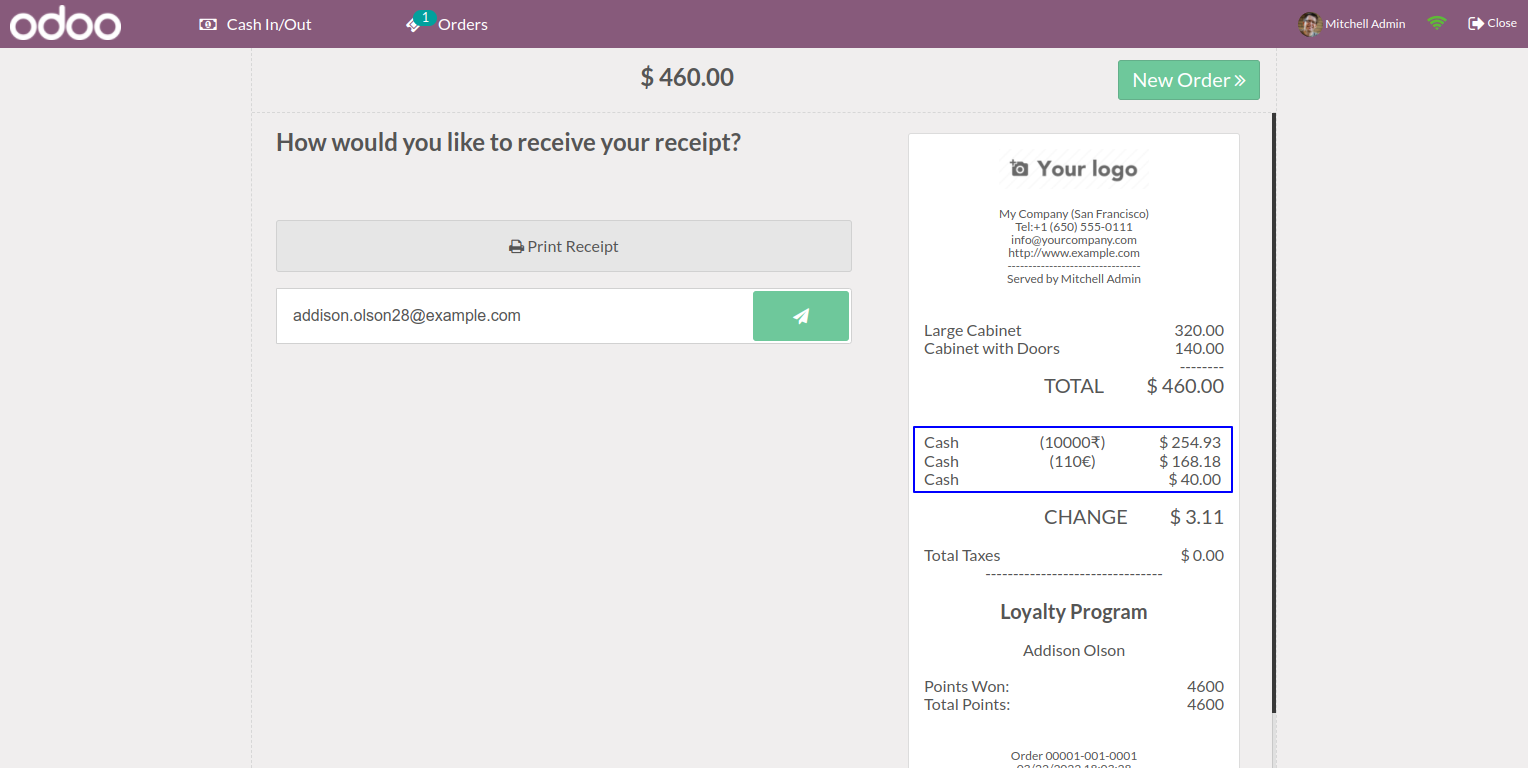 odoo Cash In/Out 1 Orders Mitchell Admin Close
$ 460.00 New Order »
How would you like to receive your receipt?
Print Receipt
addison.olson28@example.com
Your logo
My Company (San Francisco)
Tel:+1 (650) 555-0111
info@yourcompany.com
http://www.example.com
--------------------------------
Served by Mitchell Admin
Large Cabinet 320.00
Cabinet with Doors 140.00
--------
TOTAL $ 460.00
Cash (10000₹) $ 254.93
Cash (110€) $ 168.18
Cash $ 40.00
CHANGE $ 3.11
Total Taxes $ 0.00
--------------------------------
Loyalty Program
Addison Olson
Points Won: 4600
Total Points: 4600
Order 00001-001-0001